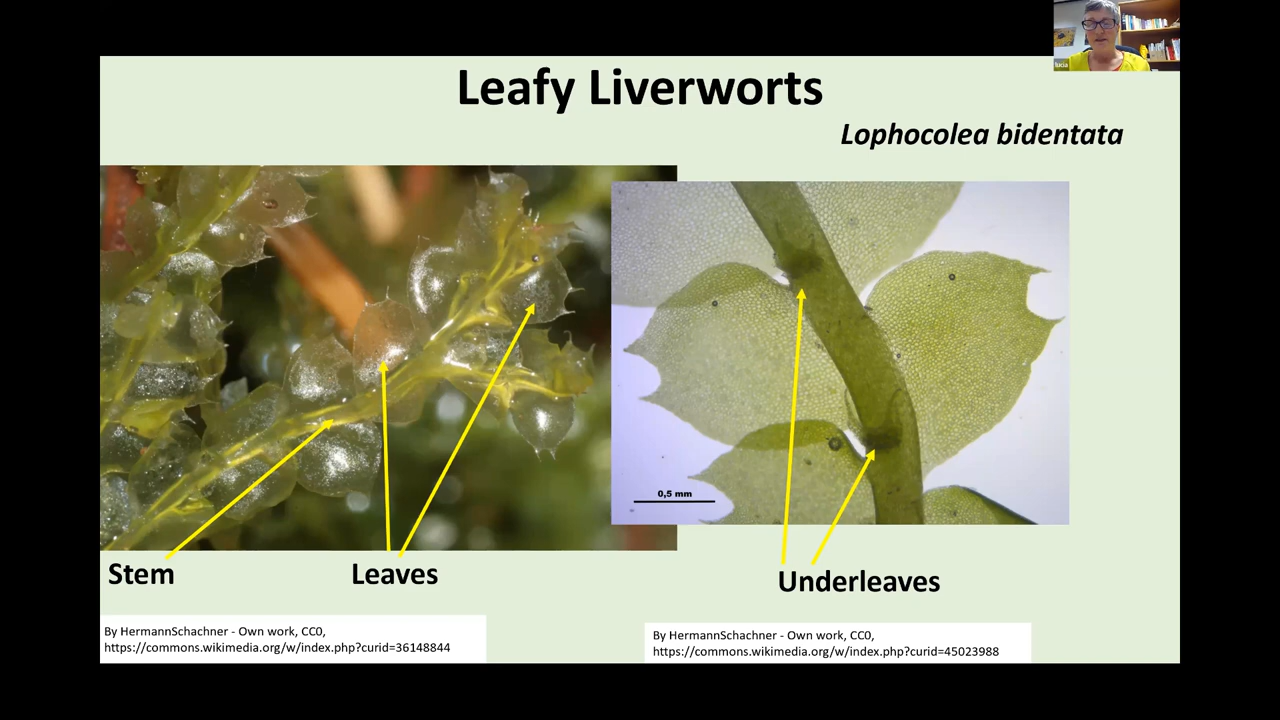 Leafy Liverworts
Lophocolea bidentata
lucia
0,5 mm
Stem
Leaves
Underleaves
By HermannSchachner - Own work, CC0,
https://commons.wikimedia.org/w/index.php?curid=36148844
By HermannSchachner - Own work, CC0,
https://commons.wikimedia.org/w/index.php?curid=45023988